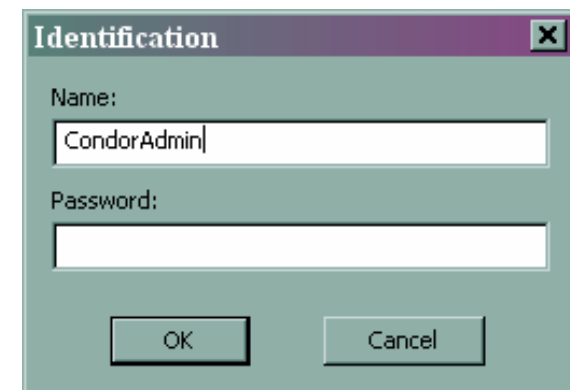 Identification
Name:
CondorAdmin
Password:
OK
Cancel